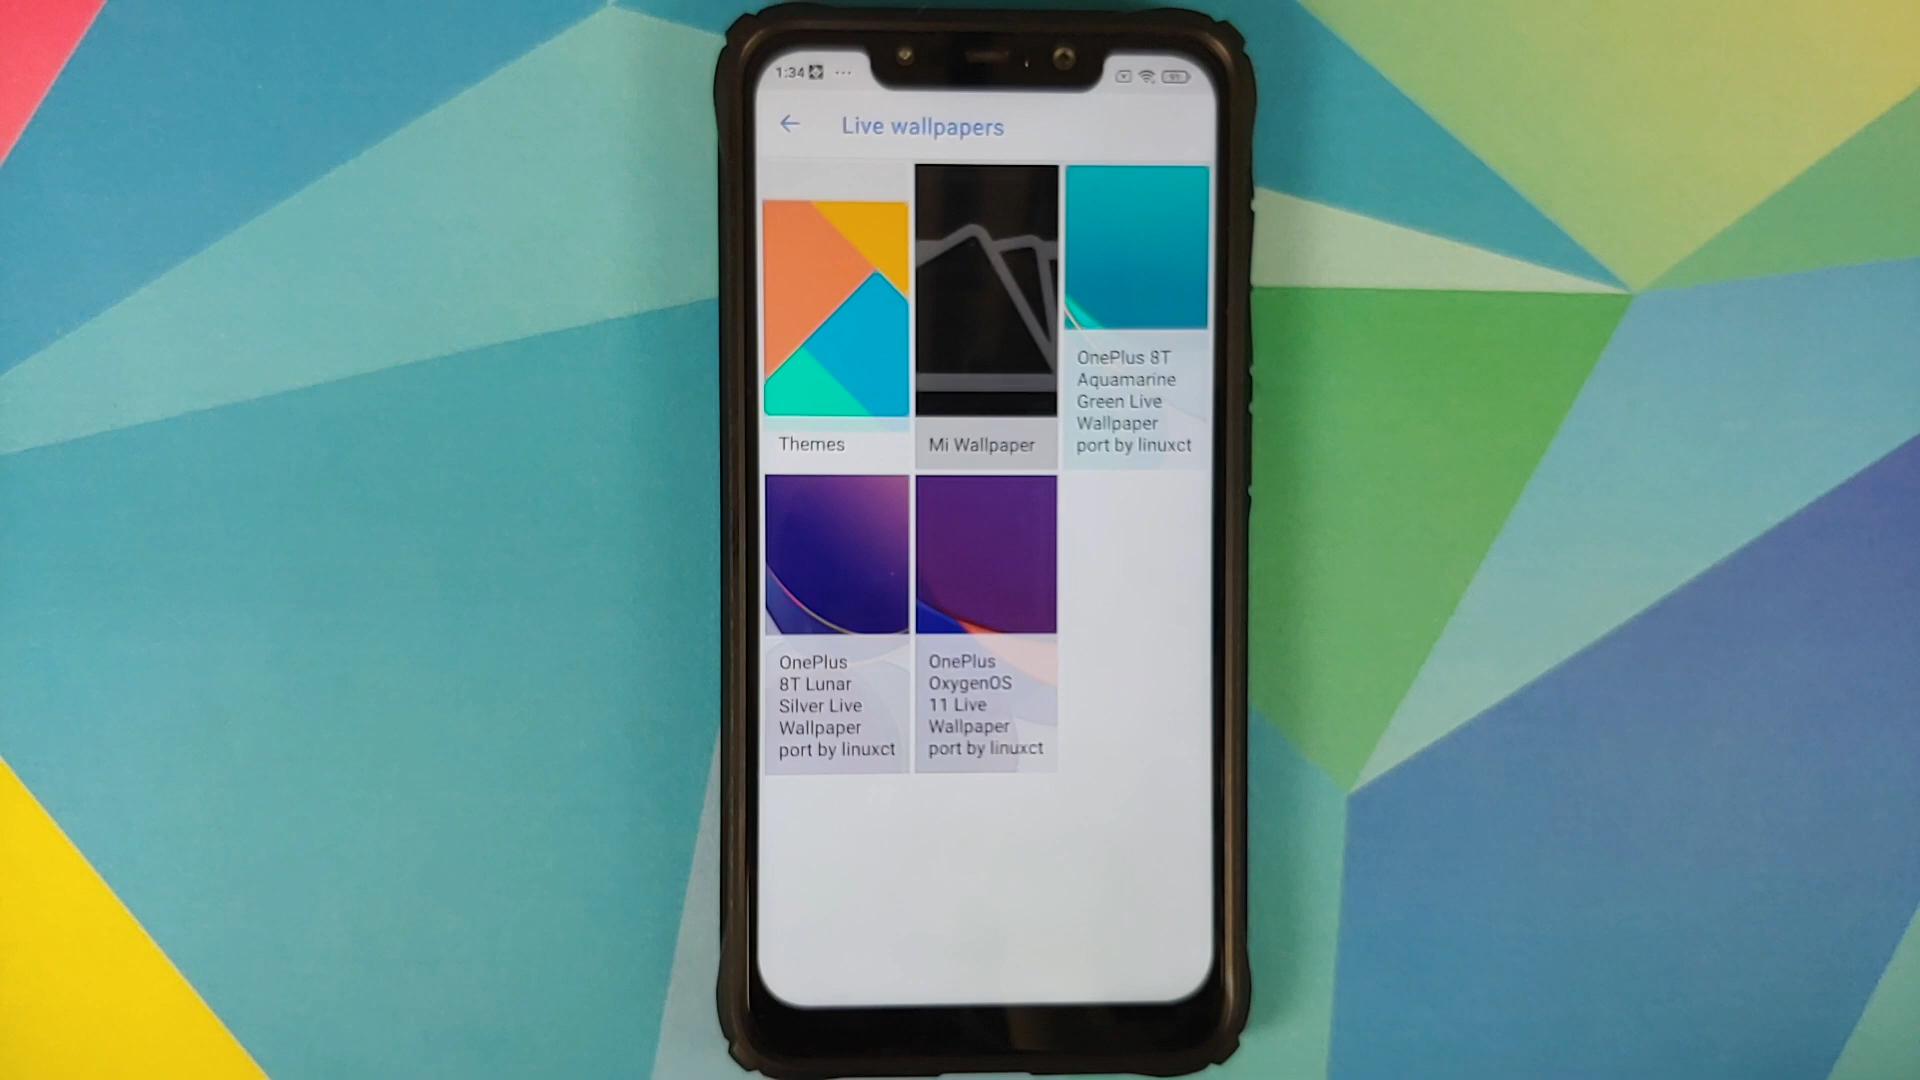 1:34
Live wallpapers
Themes
Mi Wallpaper
OnePlus 8T
Aquamarine
Green Live
Wallpaper
port by linuxct
OnePlus
8T Lunar
Silver Live
Wallpaper
port by linuxct
OnePlus
OxygenOS
11 Live
Wallpaper
port by linuxct